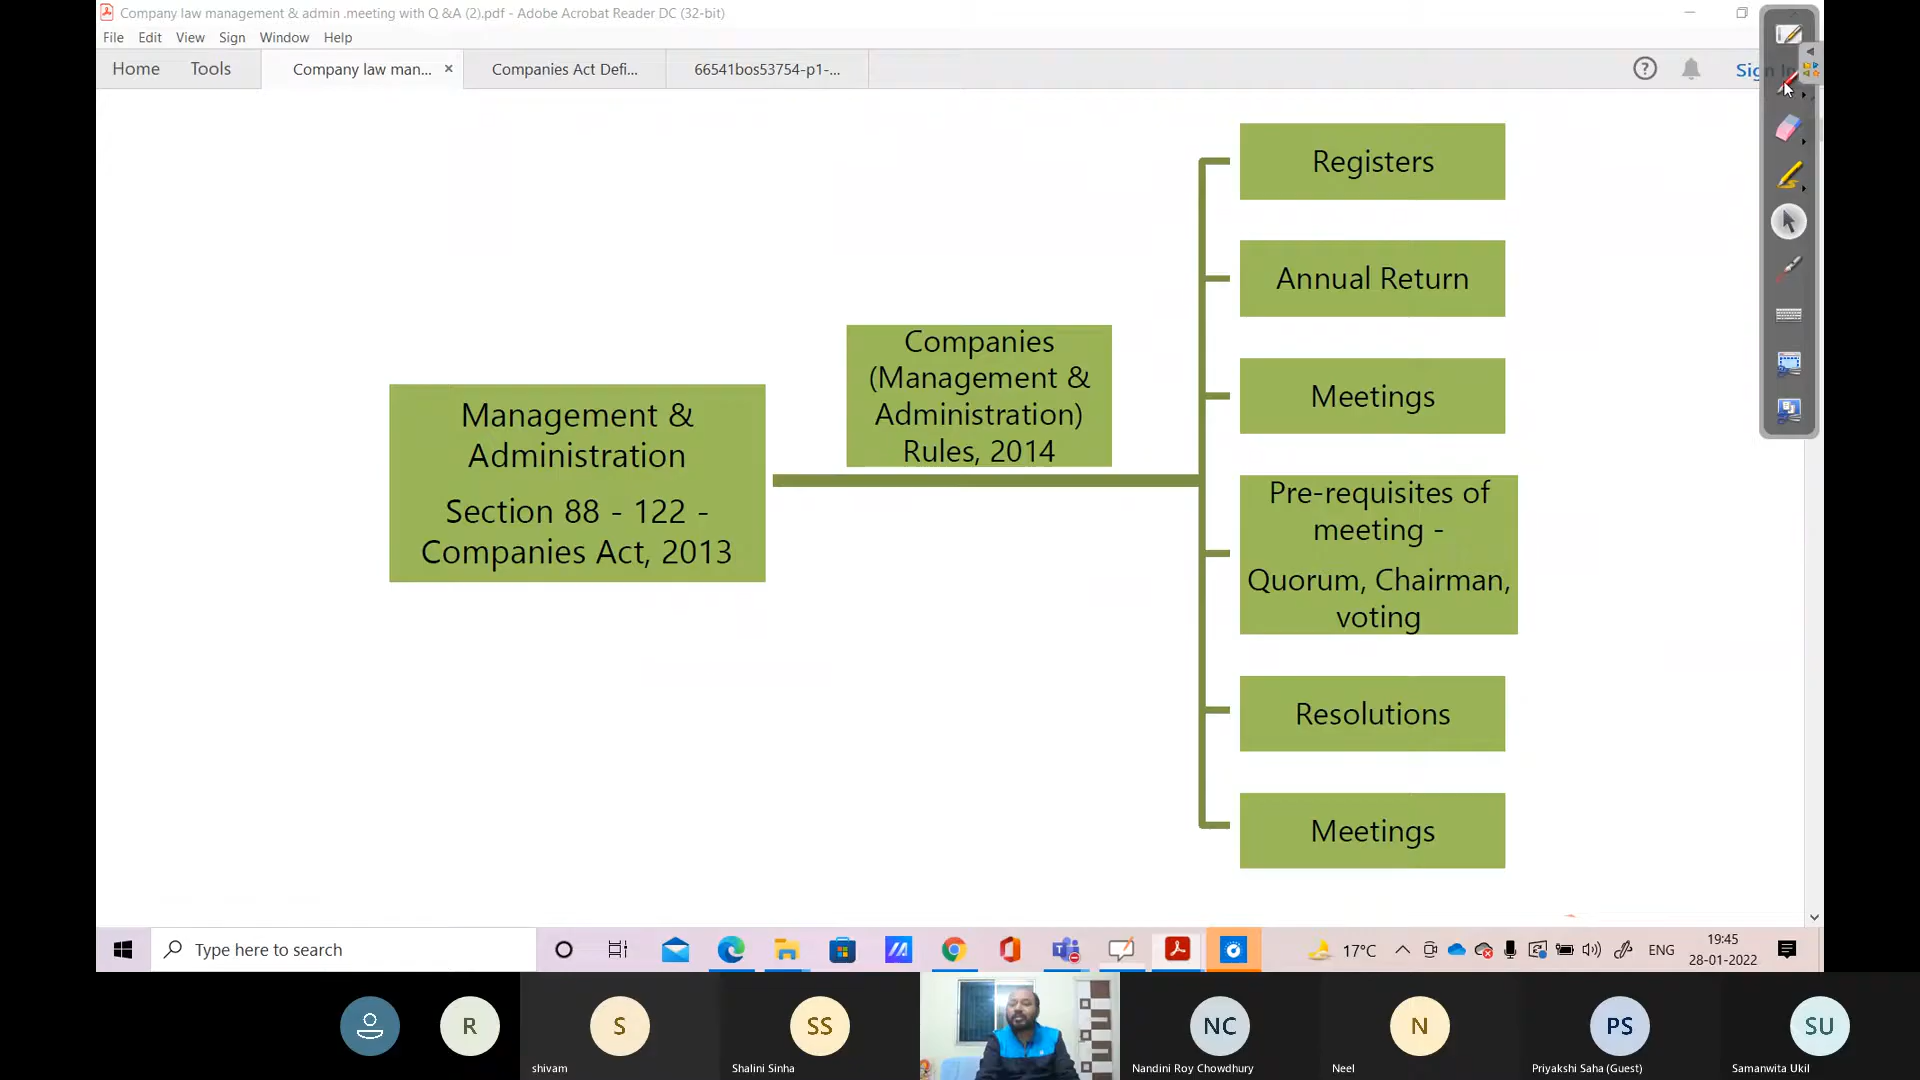 Company law management & admin .meeting with Q &A (2).pdf - Adobe Acrobat Reader DC (32-bit)
File Edit View Sign Window Help
Home Tools Company law man... × Companies Act Defi... 66541bos53754-p1-...
Registers
Annual Return
Companies
(Management &
Administration)
Rules, 2014
Meetings
Management &
Administration
Section 88 - 122 -
Companies Act, 2013
Pre-requisites of
meeting -
Quorum, Chairman,
voting
Resolutions
Meetings
Type here to search
17°C
ENG
19:45
28-01-2022
R
S
SS
NC
N
PS
SU
shivam
Shalini Sinha
Nandini Roy Chowdhury
Neel
Priyakshi Saha (Guest)
Samanwita Ukil